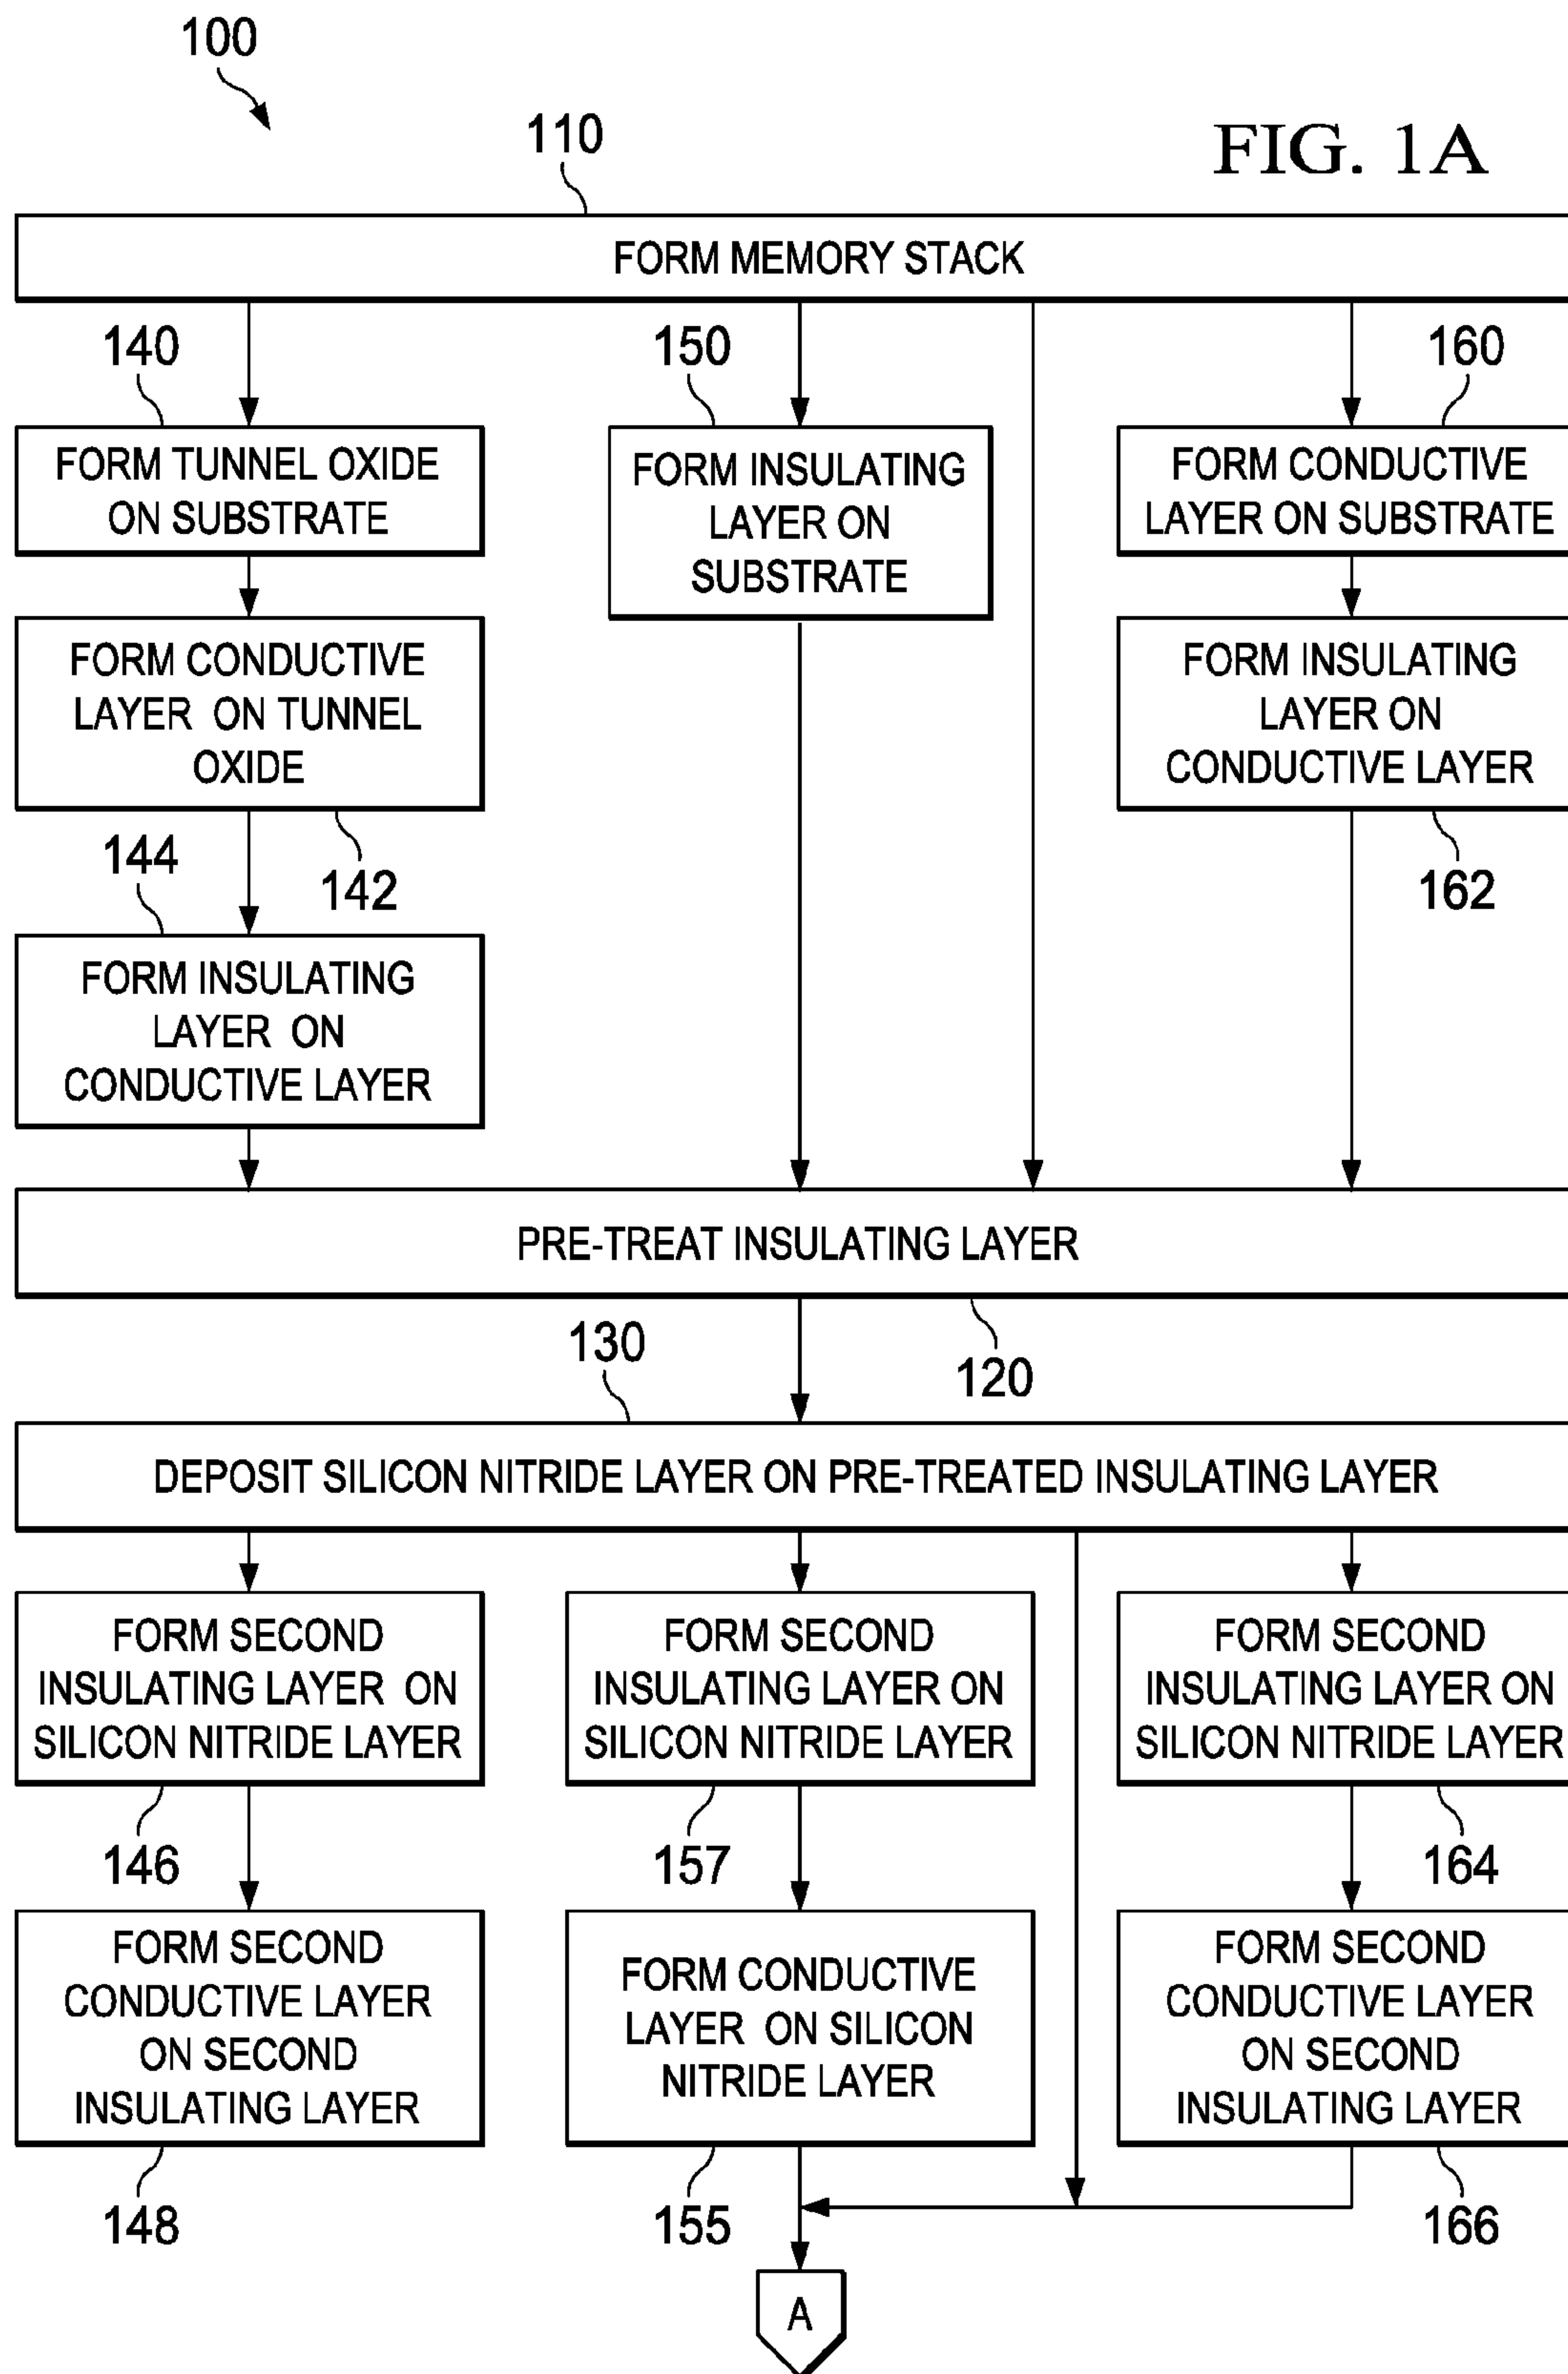 100
FIG. 1A
110
FORM MEMORY STACK
140
150
160
FORM TUNNEL OXIDE
ON SUBSTRATE
FORM INSULATING
LAYER ON
SUBSTRATE
FORM CONDUCTIVE
LAYER ON SUBSTRATE
FORM CONDUCTIVE
LAYER ON TUNNEL
OXIDE
FORM INSULATING
LAYER ON
CONDUCTIVE LAYER
144
142
162
FORM INSULATING
LAYER ON
CONDUCTIVE LAYER
PRE-TREAT INSULATING LAYER
130
120
DEPOSIT SILICON NITRIDE LAYER ON PRE-TREATED INSULATING LAYER
FORM SECOND
INSULATING LAYER ON
SILICON NITRIDE LAYER
FORM SECOND
INSULATING LAYER ON
SILICON NITRIDE LAYER
FORM SECOND
INSULATING LAYER ON
SILICON NITRIDE LAYER
146
157
164
FORM SECOND
CONDUCTIVE LAYER
ON SECOND
INSULATING LAYER
FORM CONDUCTIVE
LAYER ON SILICON
NITRIDE LAYER
FORM SECOND
CONDUCTIVE LAYER
ON SECOND
INSULATING LAYER
148
155
166
A